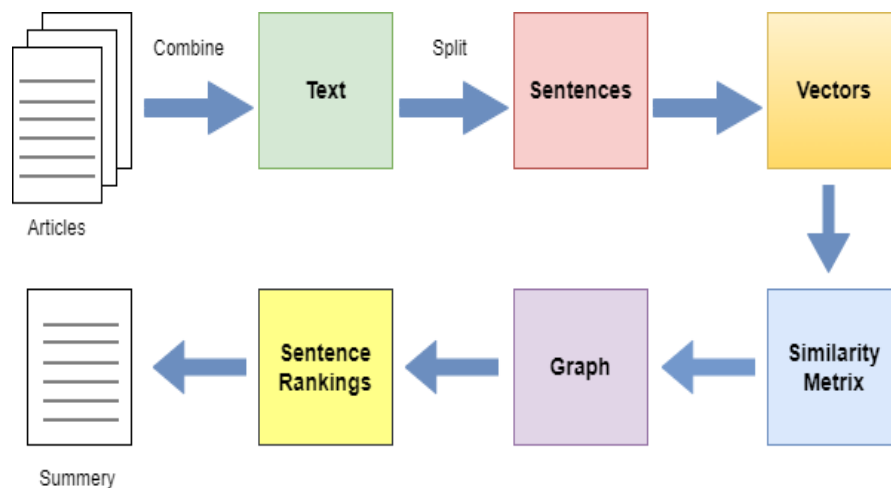 Combine
Split
Text
Sentences
Vectors
Articles
Sentence
Rankings
Graph
Similarity
Metrix
Summery